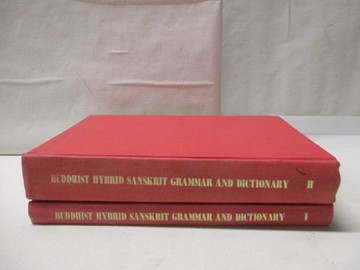 BUDDHIST HYBRID SANSKRIT GRAMMAR AND DICTIONARY II
BUDDHIST HYBRID SANSKRIT GRAMMAR AND DICTIONARY I